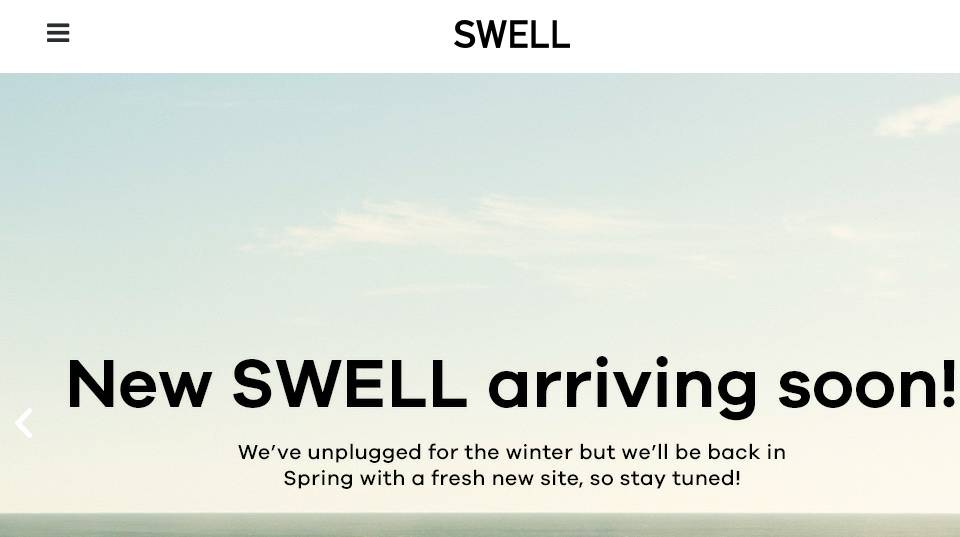 SWELL
New SWELL arriving soon!
We’ve unplugged for the winter but we’ll be back in
Spring with a fresh new site, so stay tuned!